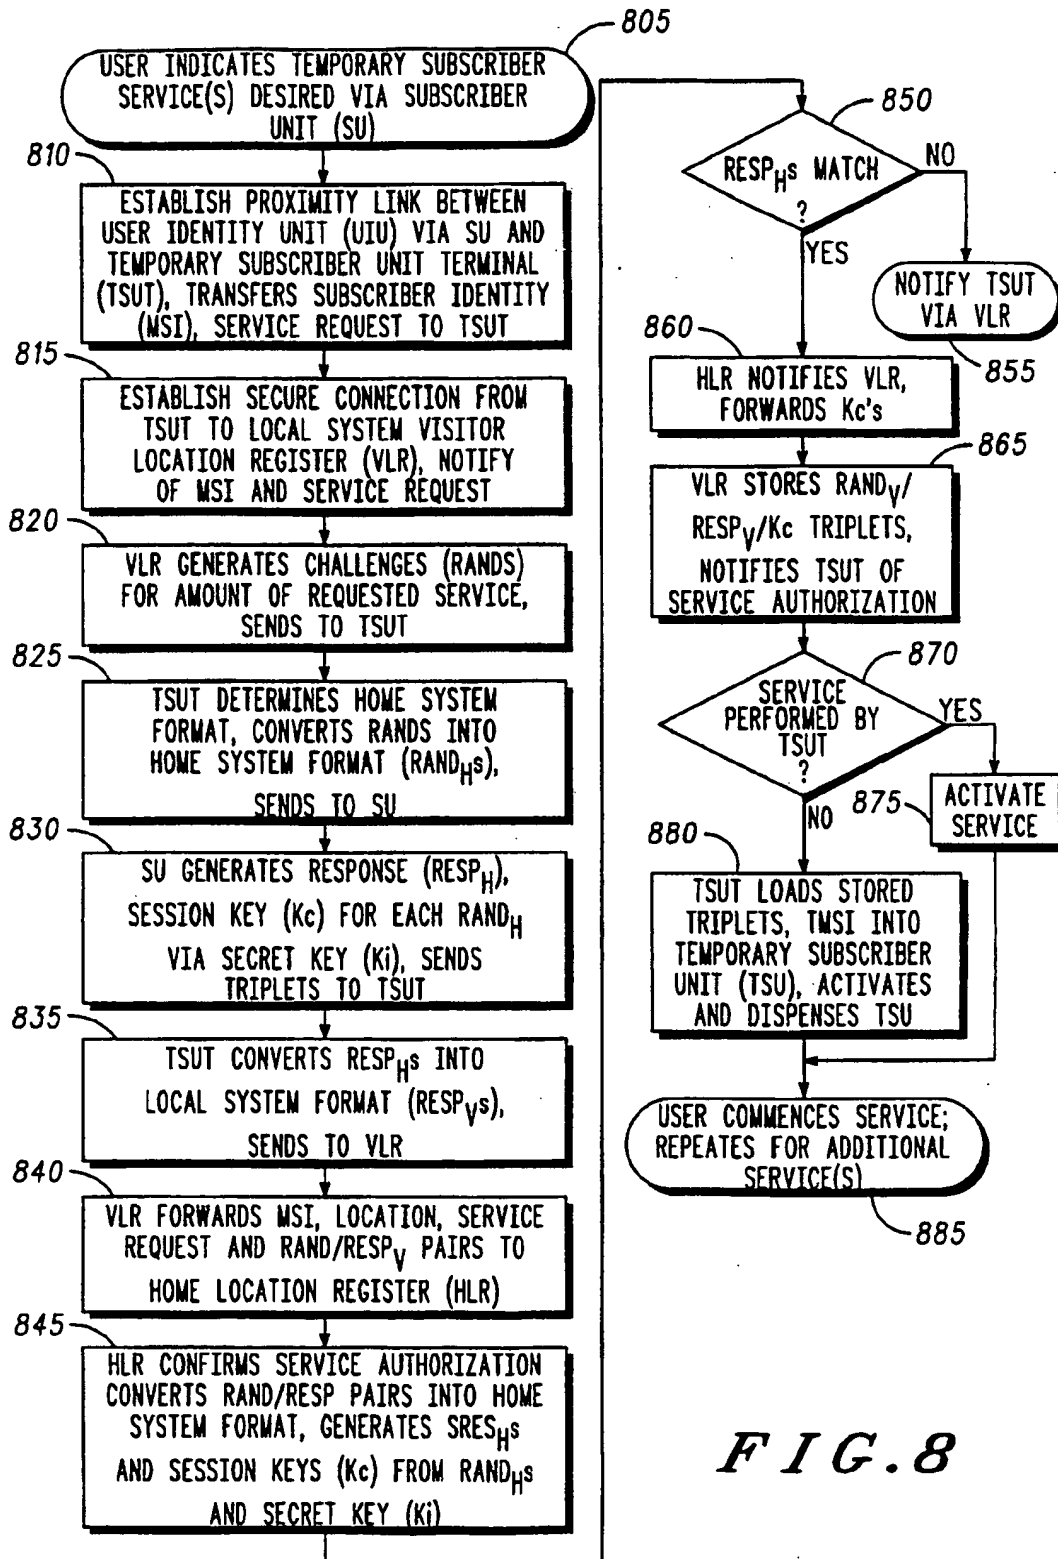 805
USER INDICATES TEMPORARY SUBSCRIBER
SERVICE(S) DESIRED VIA SUBSCRIBER
UNIT (SU)
810
ESTABLISH PROXIMITY LINK BETWEEN
USER IDENTITY UNIT (UIU) VIA SU AND
TEMPORARY SUBSCRIBER UNIT TERMINAL
(TSUT), TRANSFERS SUBSCRIBER IDENTITY
(MSI), SERVICE REQUEST TO TSUT
815
ESTABLISH SECURE CONNECTION FROM
TSUT TO LOCAL SYSTEM VISITOR
LOCATION REGISTER (VLR), NOTIFY
OF MSI AND SERVICE REQUEST
820
VLR GENERATES CHALLENGES (RANDS)
FOR AMOUNT OF REQUESTED SERVICE,
SENDS TO TSUT
825
TSUT DETERMINES HOME SYSTEM
FORMAT, CONVERTS RANDS INTO
HOME SYSTEM FORMAT (RANDHS),
SENDS TO SU
830
SU GENERATES RESPONSE (RESPH),
SESSION KEY (Kc) FOR EACH RANDH
VIA SECRET KEY (Ki), SENDS
TRIPLETS TO TSUT
835
TSUT CONVERTS RESPHS INTO
LOCAL SYSTEM FORMAT (RESPVS),
SENDS TO VLR
840
VLR FORWARDS MSI, LOCATION, SERVICE
REQUEST AND RAND/RESPV PAIRS TO
HOME LOCATION REGISTER (HLR)
845
HLR CONFIRMS SERVICE AUTHORIZATION
CONVERTS RAND/RESP PAIRS INTO HOME
SYSTEM FORMAT, GENERATES SRESHS
AND SESSION KEYS (Kc) FROM RANDHS
AND SECRET KEY (Ki)
850
RESPHS MATCH
?
NO
YES
NOTIFY TSUT
VIA VLR
855
860
HLR NOTIFIES VLR,
FORWARDS Kc'S
865
VLR STORES RANDV/
RESPV/Kc TRIPLETS,
NOTIFIES TSUT OF
SERVICE AUTHORIZATION
870
SERVICE
PERFORMED BY
TSUT
?
YES
NO
875
ACTIVATE
SERVICE
880
TSUT LOADS STORED
TRIPLETS, TMSI INTO
TEMPORARY SUBSCRIBER
UNIT (TSU), ACTIVATES
AND DISPENSES TSU
USER COMMENCES SERVICE;
REPEATES FOR ADDITIONAL
SERVICE(S)
885
FIG.8